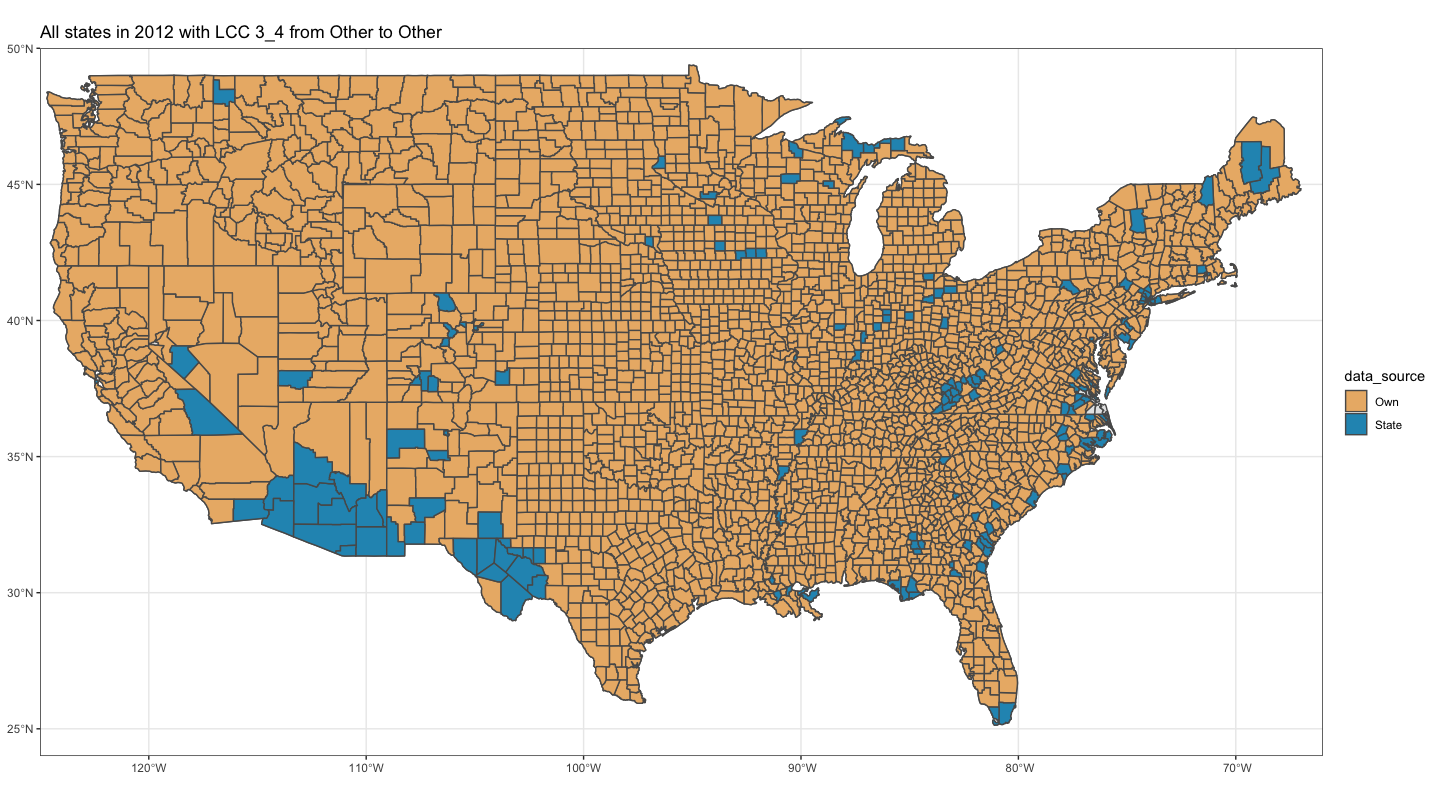 All states in 2012 with LCC 3_4 from Other to Other
50°N
45°N
40°N
35°N
30°N
25°N
120°W
110°W
100°W
90°W
80°W
70°W
data_source
Own
State